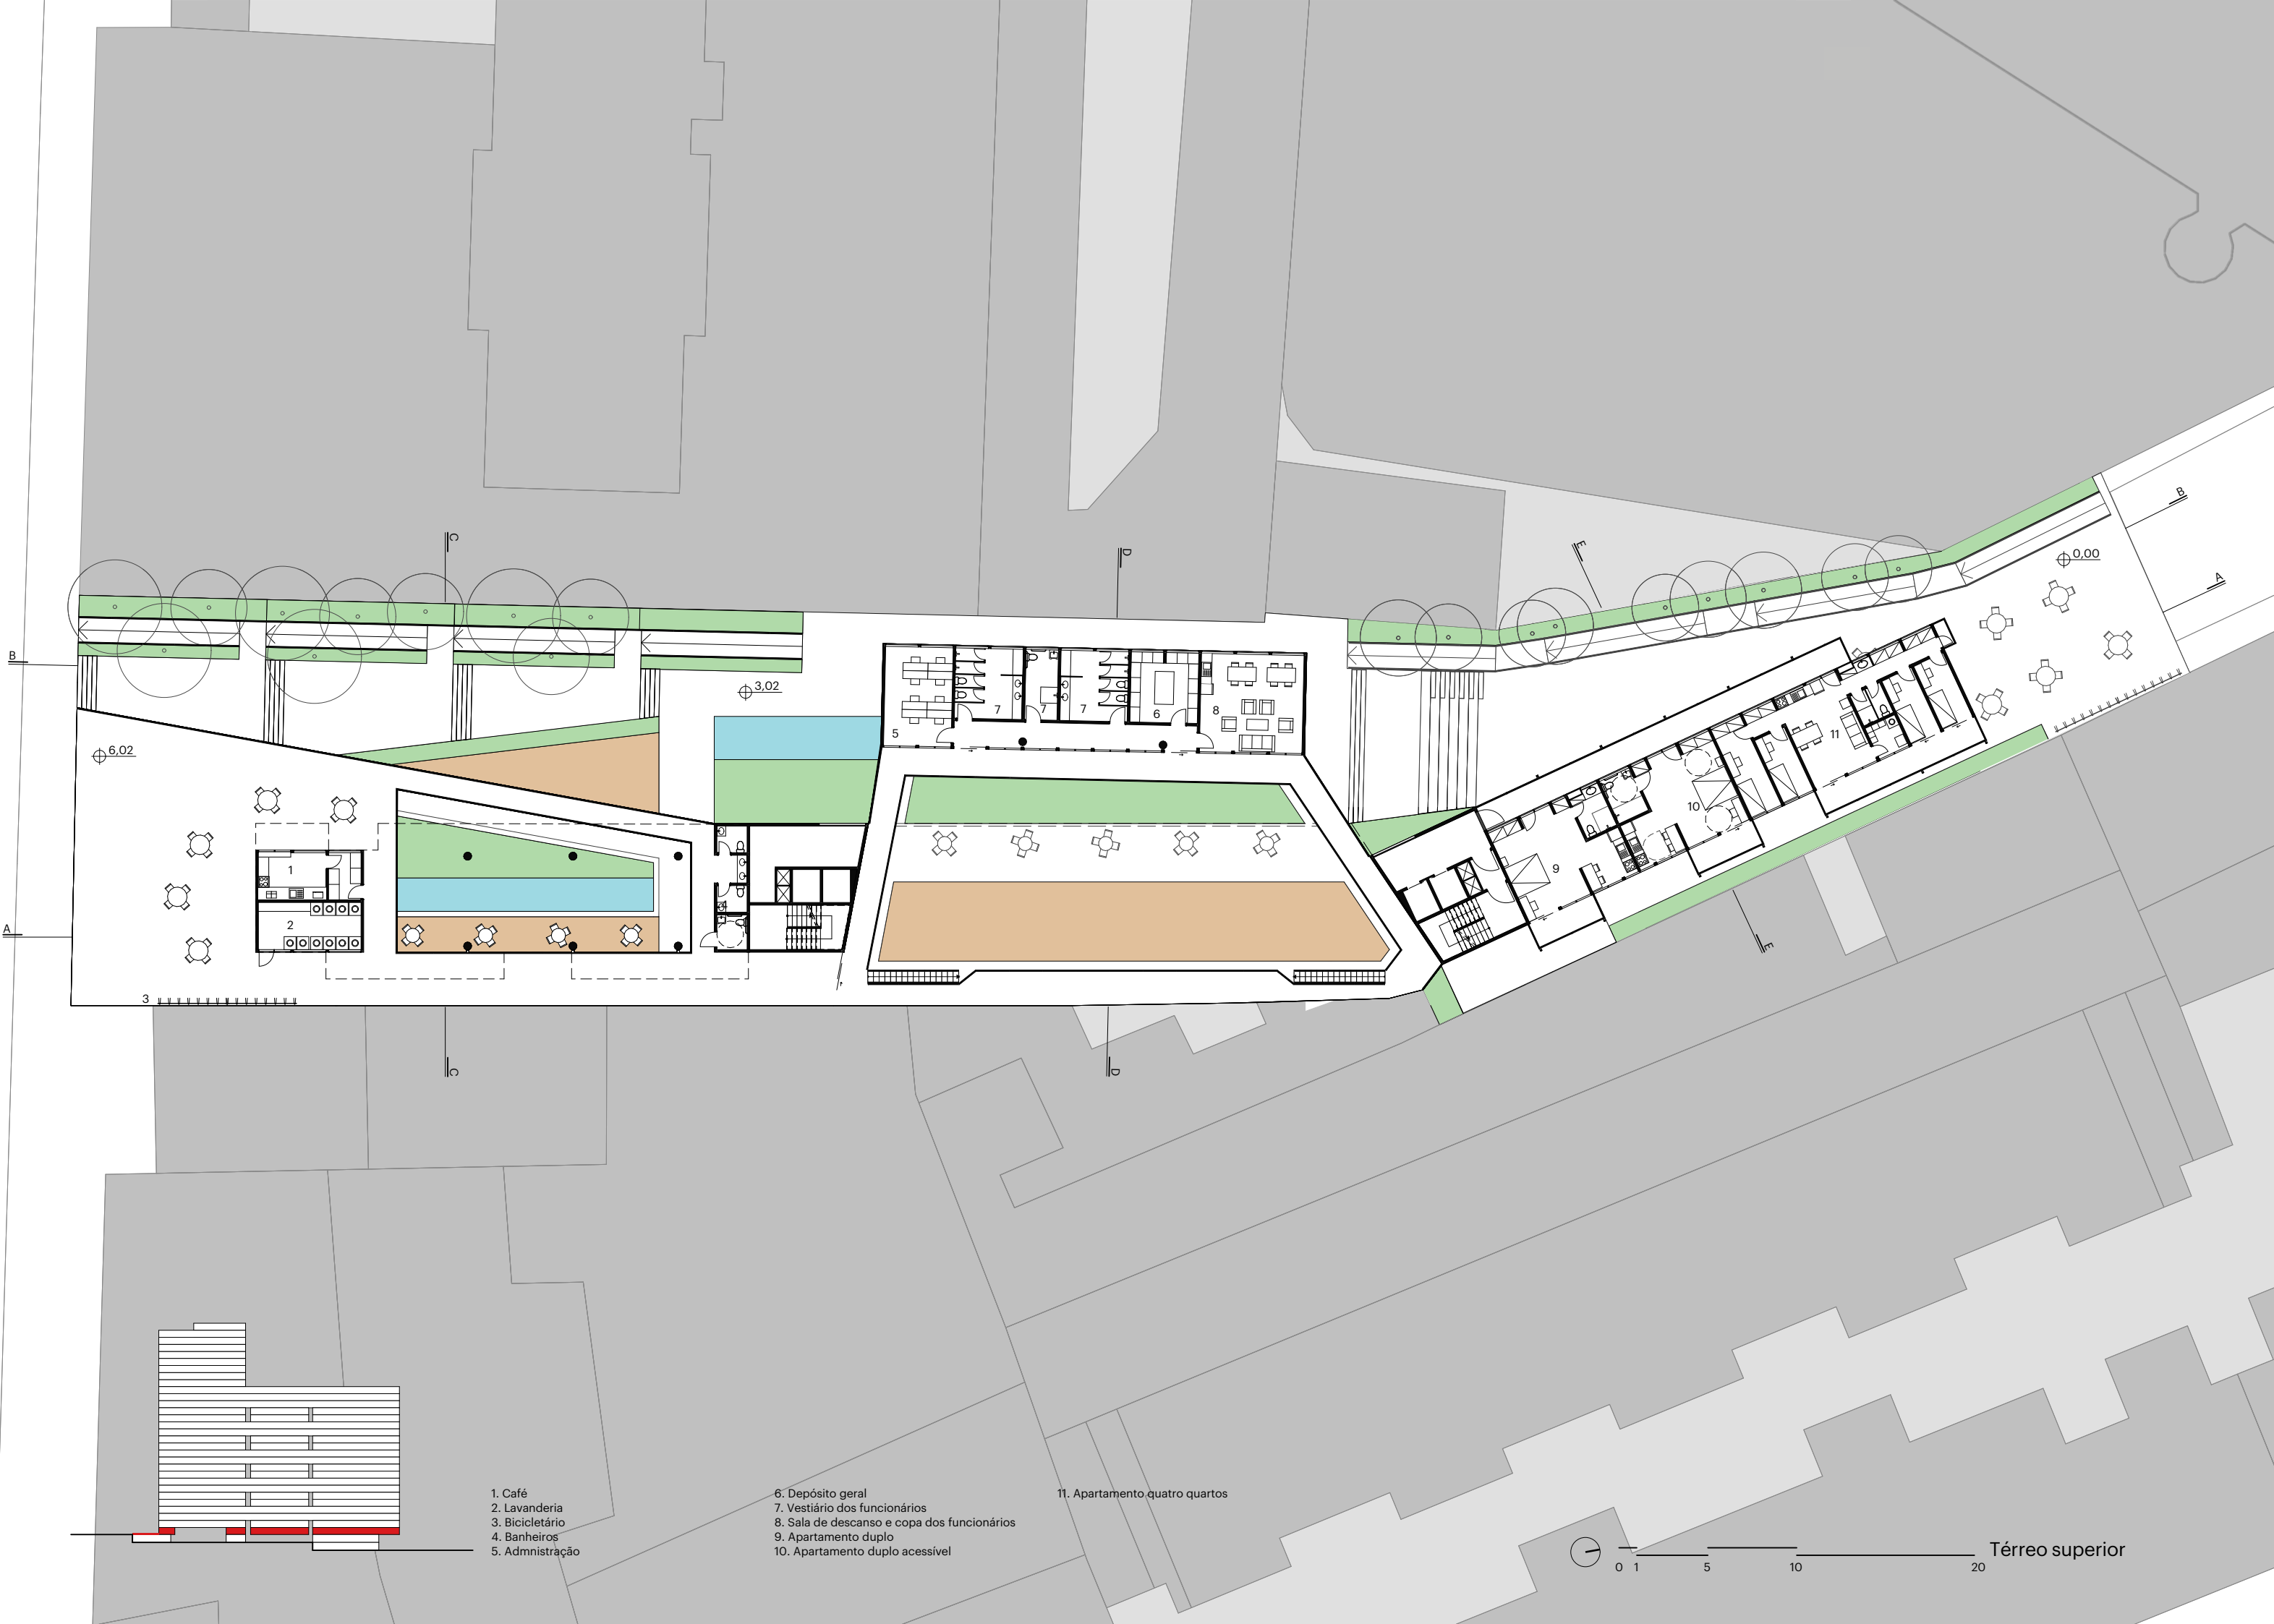 C
D
E
B
A
0,00
B
3,02
6,02
A
C
D
E
1
2
3
4
5
7
7
7
6
8
9
10
11
1. Café
2. Lavanderia
3. Bicicletário
4. Banheiros
5. Admnistração
6. Depósito geral
7. Vestiário dos funcionários
8. Sala de descanso e copa dos funcionários
9. Apartamento duplo
10. Apartamento duplo acessível
11. Apartamento quatro quartos
0 1 5 10 20
Térreo superior